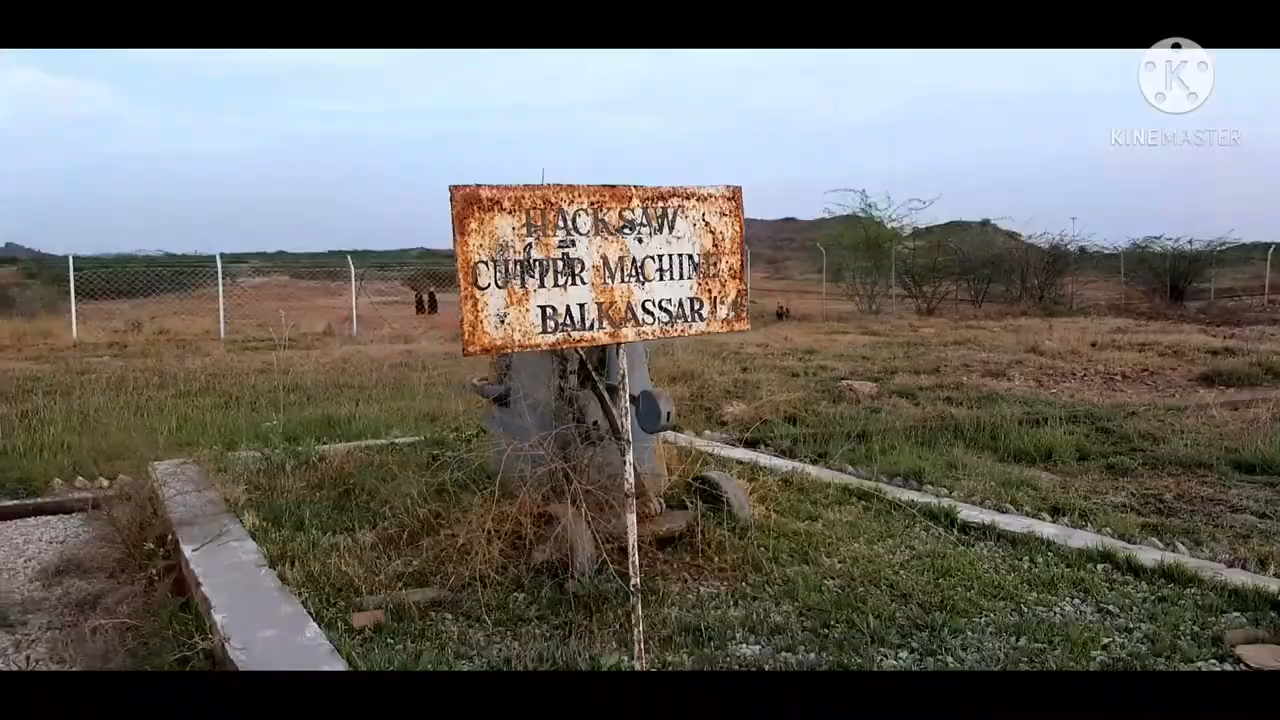 HACKSAW
CUTTER MACHINE
BALKASSAR
K
KINEMASTER